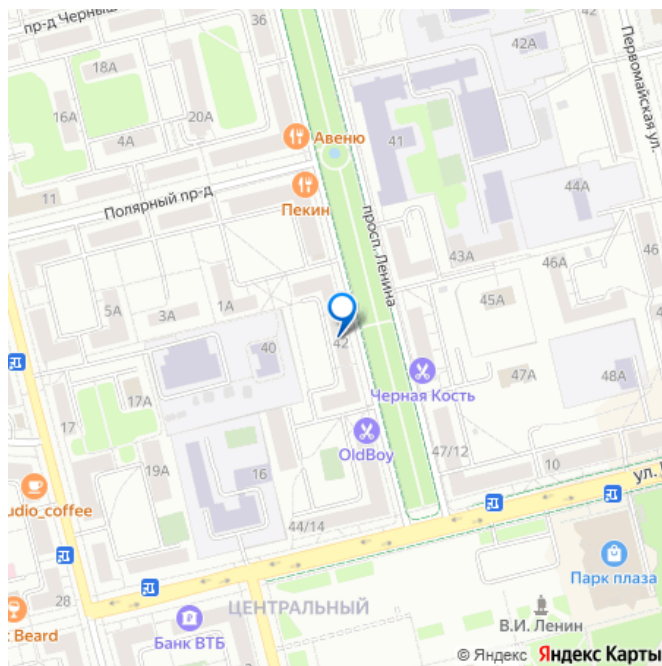 пр-д Черныш
36
42А
18А
Первомайская ул.
16А
20А
4А
Авеню
41
11
Полярный пр-д
Пекин
44А
просп. Ленина
43А
46А
5А
3А
1А
45А
42
40
47А
48А
17А
Черная Кость
17
OldBoy
47/12
19А
16
10
ул.
udio_coffee
44/14
Парк плаза
28
ЦЕНТРАЛЬНЫЙ
В.И. Ленин
k Beard
Банк ВТБ
© Яндекс Яндекс Карты